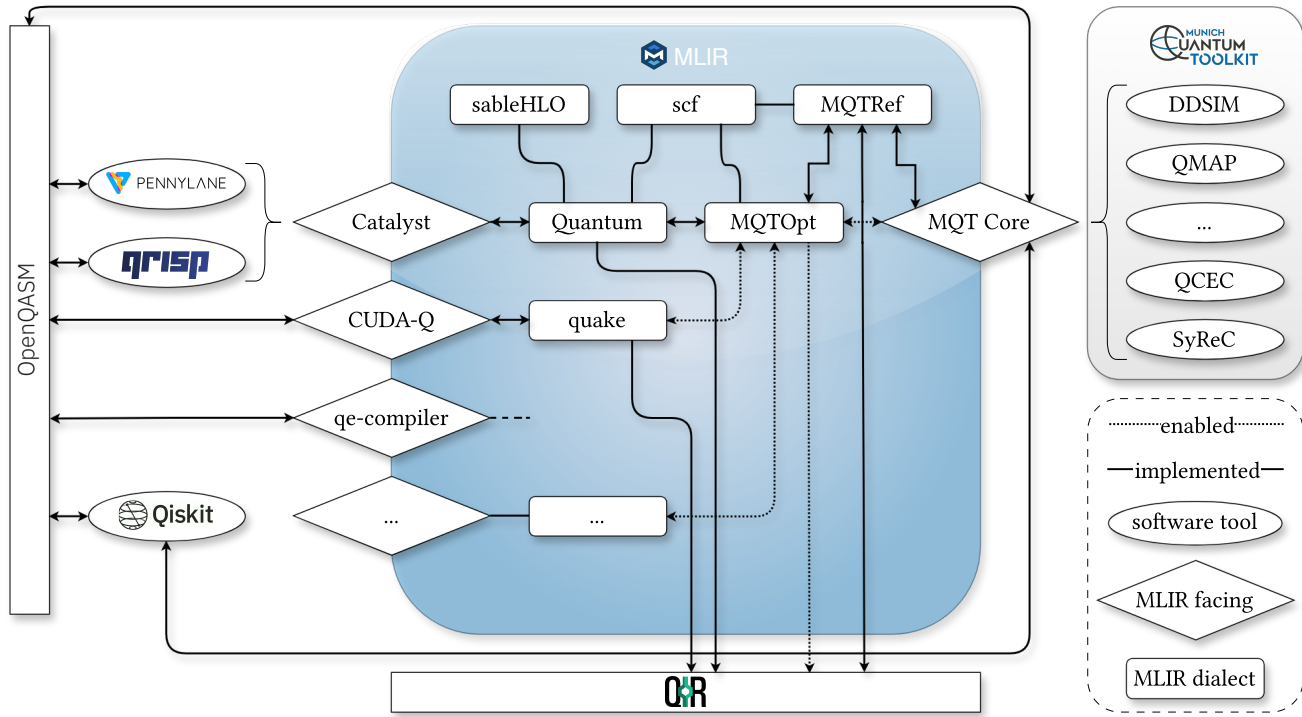 OpenQASM
MLIR
sableHLO
scf
MQTRef
PENNYLANE
qrisp
Catalyst
Quantum
MQTOpt
MQT Core
CUDA-Q
quake
qe-compiler
Qiskit
...
...
QIR
MUNICH
QUANTUM
TOOLKIT
DDSIM
QMAP
...
QCEC
SyReC
enabled
implemented
software tool
MLIR facing
MLIR dialect